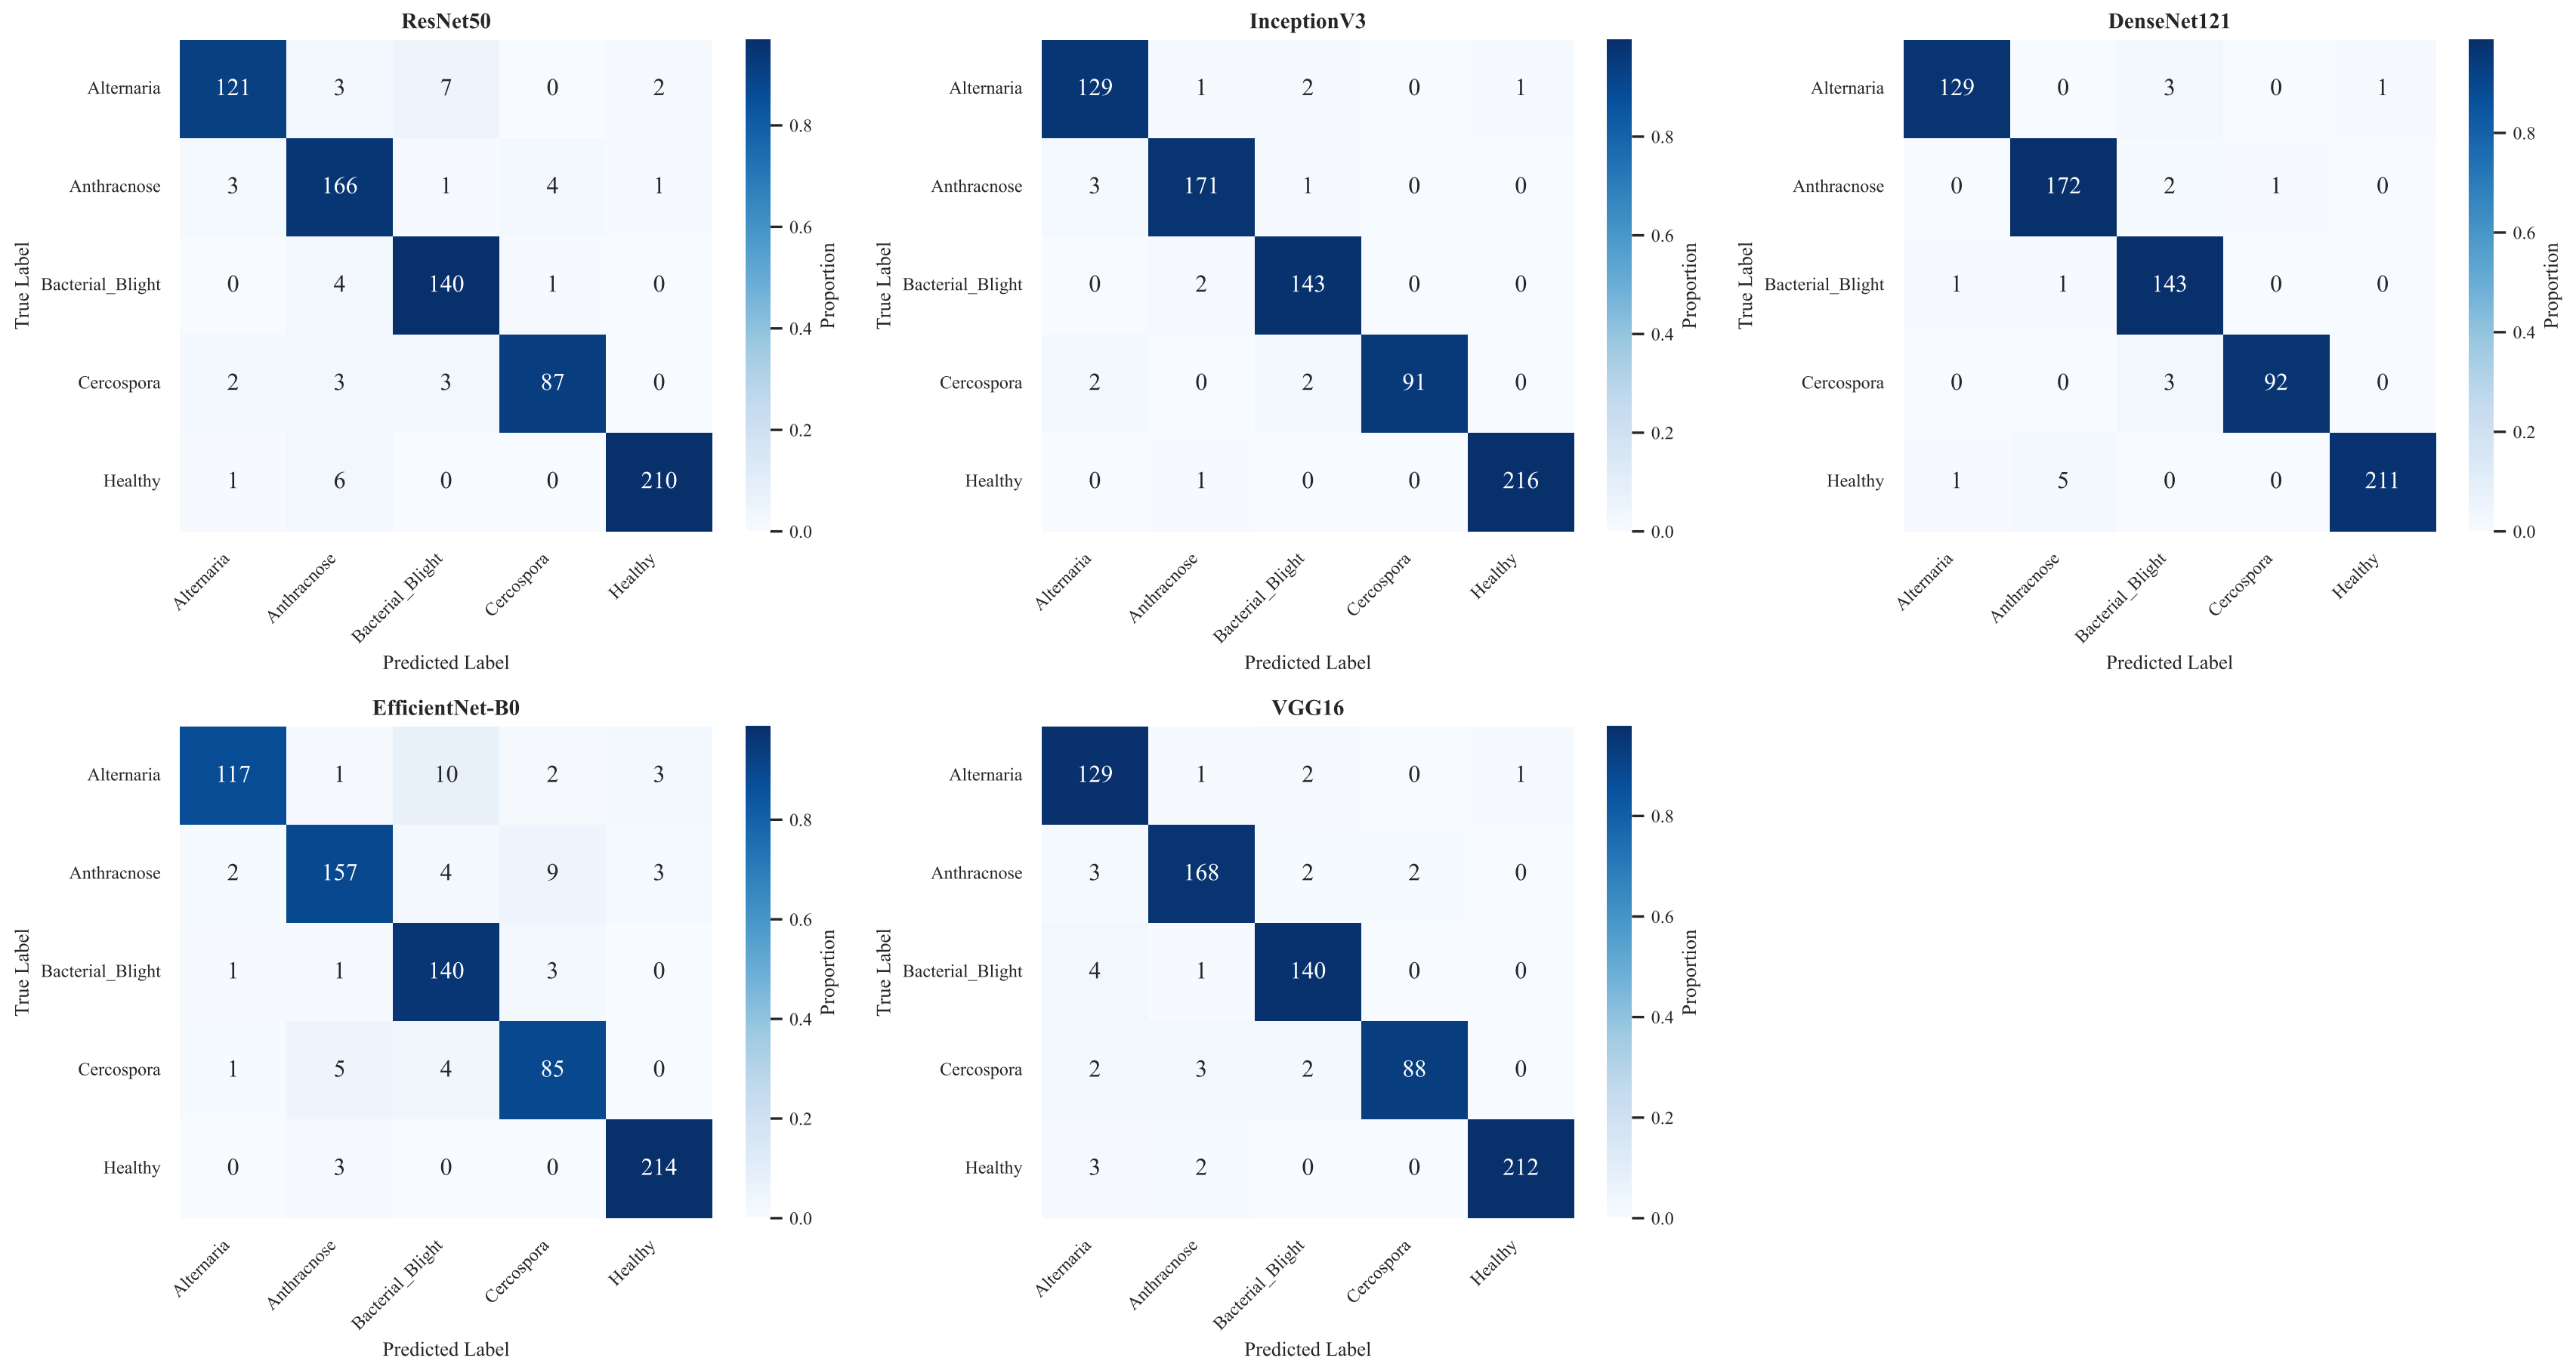 ResNet50
True Label
Alternaria 121 3 7 0 2
Anthracnose 3 166 1 4 1
Bacterial_Blight 0 4 140 1 0
Cercospora 2 3 3 87 0
Healthy 1 6 0 0 210
Alternaria Anthracnose Bacterial_Blight Cercospora Healthy
Predicted Label
0.8
0.6
0.4
0.2
0.0
Proportion
InceptionV3
True Label
Alternaria 129 1 2 0 1
Anthracnose 3 171 1 0 0
Bacterial_Blight 0 2 143 0 0
Cercospora 2 0 2 91 0
Healthy 0 1 0 0 216
Alternaria Anthracnose Bacterial_Blight Cercospora Healthy
Predicted Label
0.8
0.6
0.4
0.2
0.0
Proportion
DenseNet121
True Label
Alternaria 129 0 3 0 1
Anthracnose 0 172 2 1 0
Bacterial_Blight 1 1 143 0 0
Cercospora 0 0 3 92 0
Healthy 1 5 0 0 211
Alternaria Anthracnose Bacterial_Blight Cercospora Healthy
Predicted Label
0.8
0.6
0.4
0.2
0.0
Proportion
EfficientNet-B0
True Label
Alternaria 117 1 10 2 3
Anthracnose 2 157 4 9 3
Bacterial_Blight 1 1 140 3 0
Cercospora 1 5 4 85 0
Healthy 0 3 0 0 214
Alternaria Anthracnose Bacterial_Blight Cercospora Healthy
Predicted Label
0.8
0.6
0.4
0.2
0.0
Proportion
VGG16
True Label
Alternaria 129 1 2 0 1
Anthracnose 3 168 2 2 0
Bacterial_Blight 4 1 140 0 0
Cercospora 2 3 2 88 0
Healthy 3 2 0 0 212
Alternaria Anthracnose Bacterial_Blight Cercospora Healthy
Predicted Label
0.8
0.6
0.4
0.2
0.0
Proportion